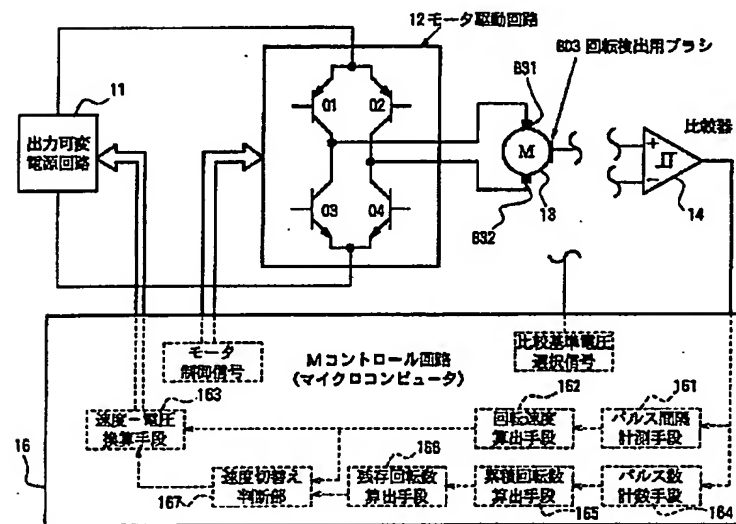 12モータ駆動回路
BD3 回転検出用ブラシ
11
出力可変
電源回路
Q1
Q2
Q3
Q4
B31
M
B32
13
比較器
+
−
14
モータ
制御信号
Mコントロール回路
(マイクロコンピュータ)
比較基準電圧
選択信号
163
162
161
速度−電圧
換算手段
回転速度
算出手段
パルス間隔
計測手段
16
166
速度切替え
判断部
残存回転数
算出手段
累積回転数
算出手段
パルス数
計数手段
167
165
164